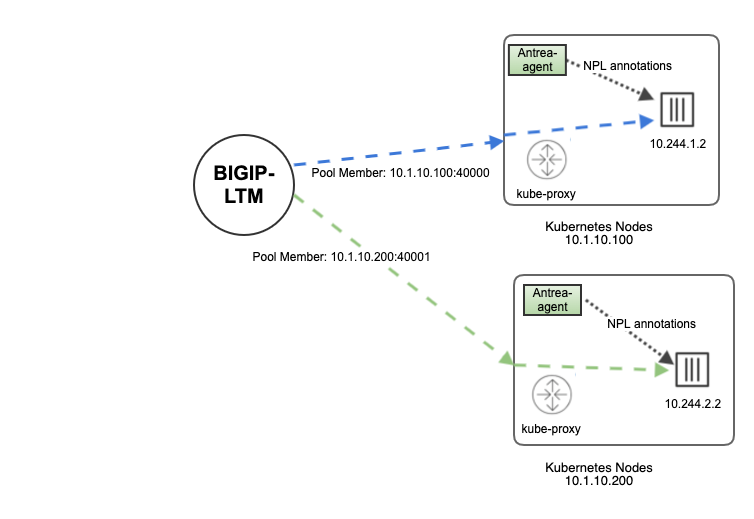 Antrea-
agent
NPL annotations
10.244.1.2
BIGIP-
LTM
Pool Member: 10.1.10.100:40000
kube-proxy
Kubernetes Nodes
10.1.10.100
Pool Member: 10.1.10.200:40001
Antrea-
agent
NPL annotations
10.244.2.2
kube-proxy
Kubernetes Nodes
10.1.10.200